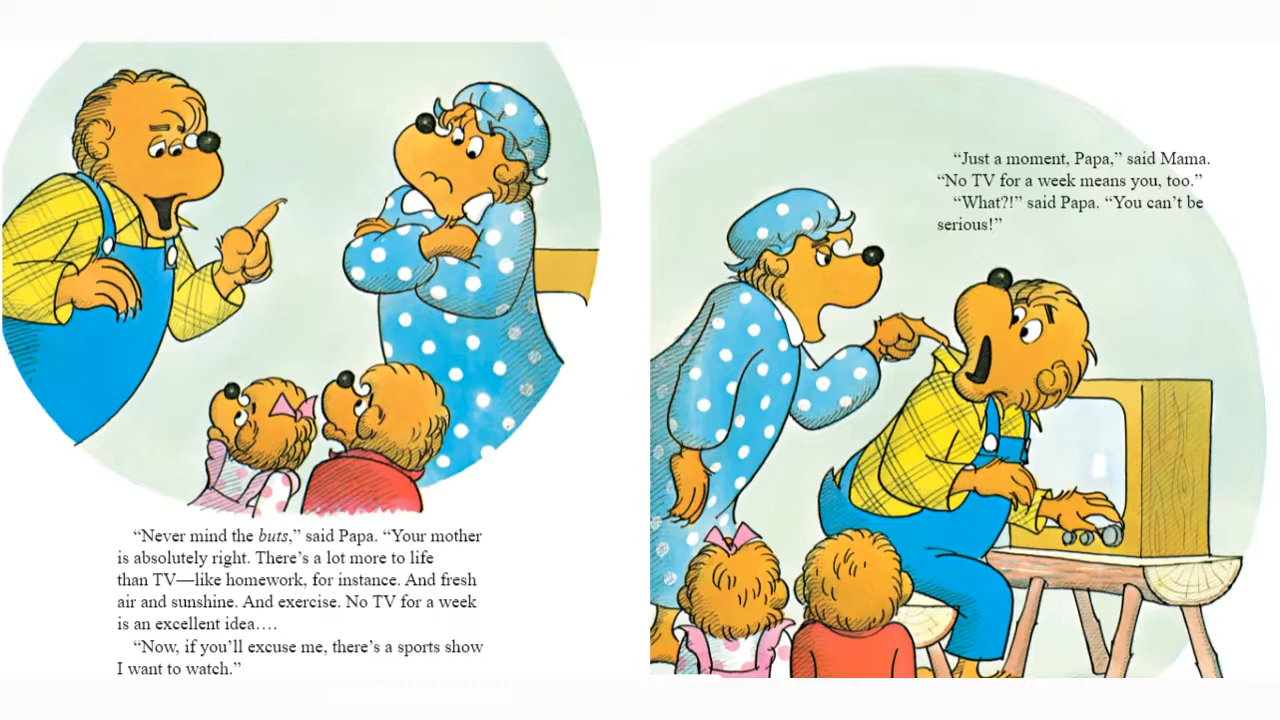 “Never mind the buts,” said Papa. “Your mother
is absolutely right. There’s a lot more to life
than TV—like homework, for instance. And fresh
air and sunshine. And exercise. No TV for a week
is an excellent idea….
“Now, if you’ll excuse me, there’s a sports show
I want to watch.”
“Just a moment, Papa,” said Mama.
“No TV for a week means you, too.”
“What?!” said Papa. “You can’t be
serious!”